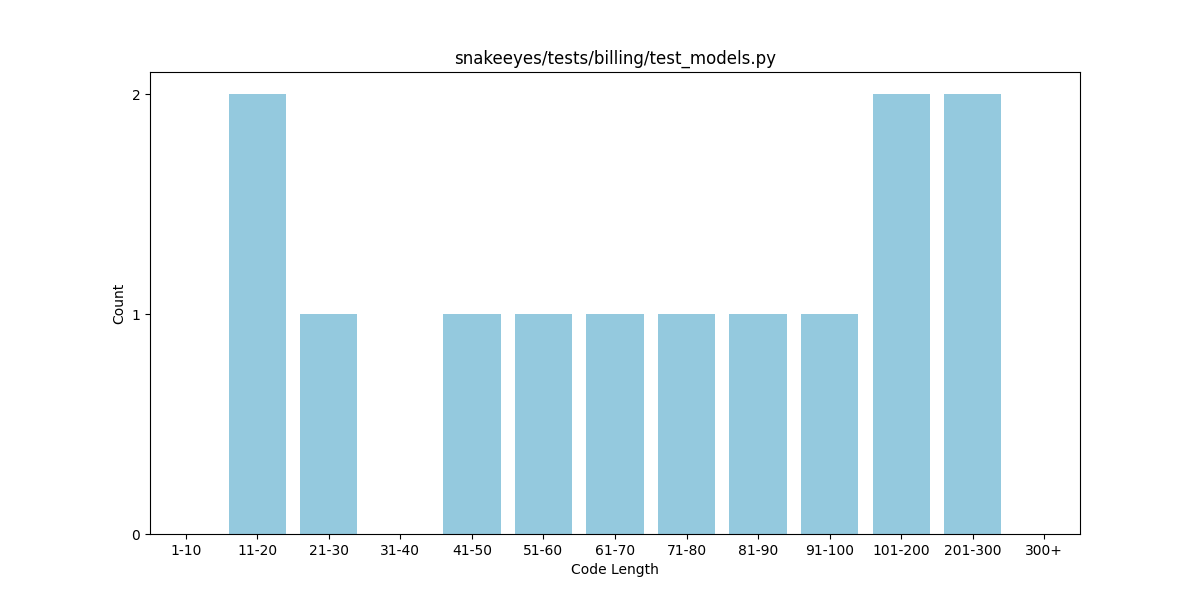 snakeeyes/tests/billing/test_models.py
2
1
0
Count
1-10 11-20 21-30 31-40 41-50 51-60 61-70 71-80 81-90 91-100 101-200 201-300 300+
Code Length